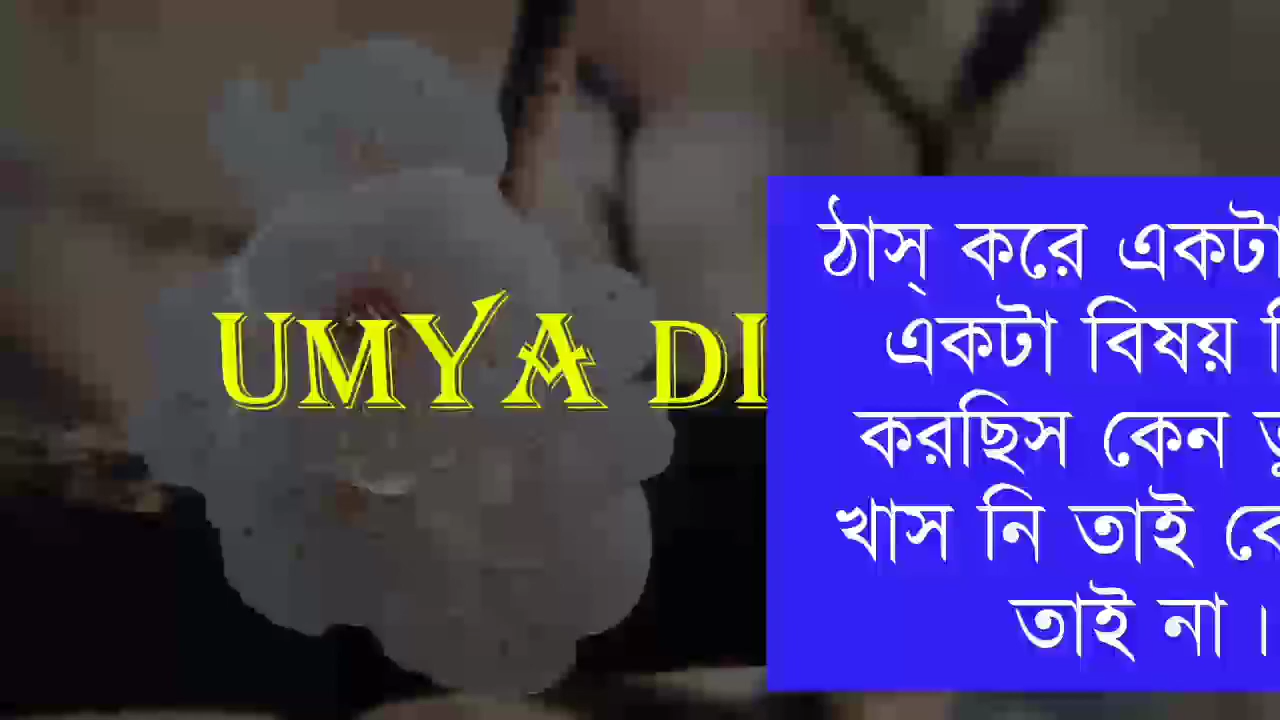 UMYA DI
ঠাস্ করে একটা
একটা বিষয়
করছিস কেন
খাস নি তাই
তাই না ।